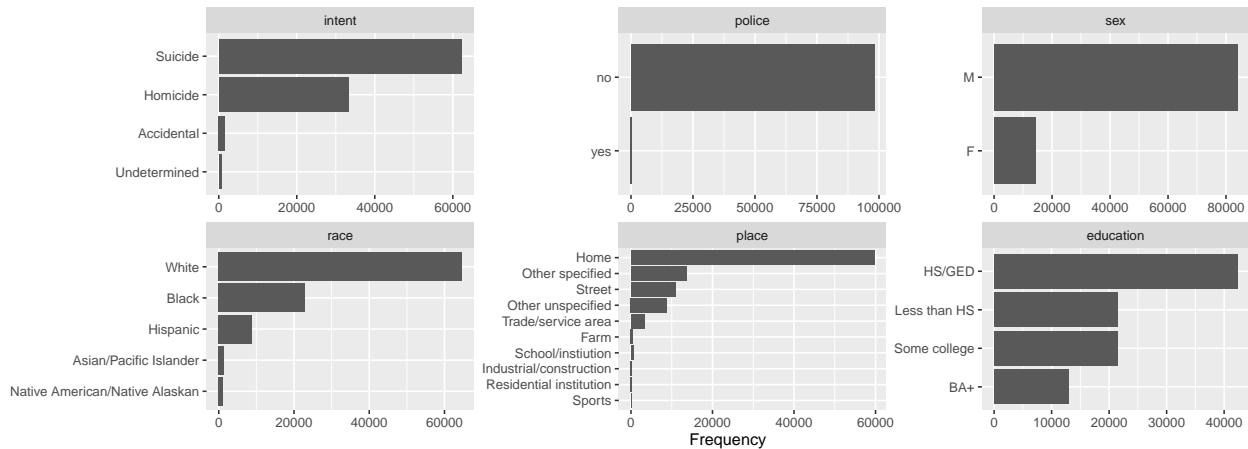 intent
Suicide
Homicide
Accidental
Undetermined
0 20000 40000 60000
police
no
yes
0 25000 50000 75000 100000
sex
M
F
0 20000 40000 60000 80000
race
White
Black
Hispanic
Asian/Pacific Islander
Native American/Native Alaskan
0 20000 40000 60000
place
Home
Other specified
Street
Other unspecified
Trade/service area
Farm
School/instiution
Industrial/construction
Residential institution
Sports
0 20000 40000 60000
education
HS/GED
Less than HS
Some college
BA+
0 10000 20000 30000 40000
Frequency